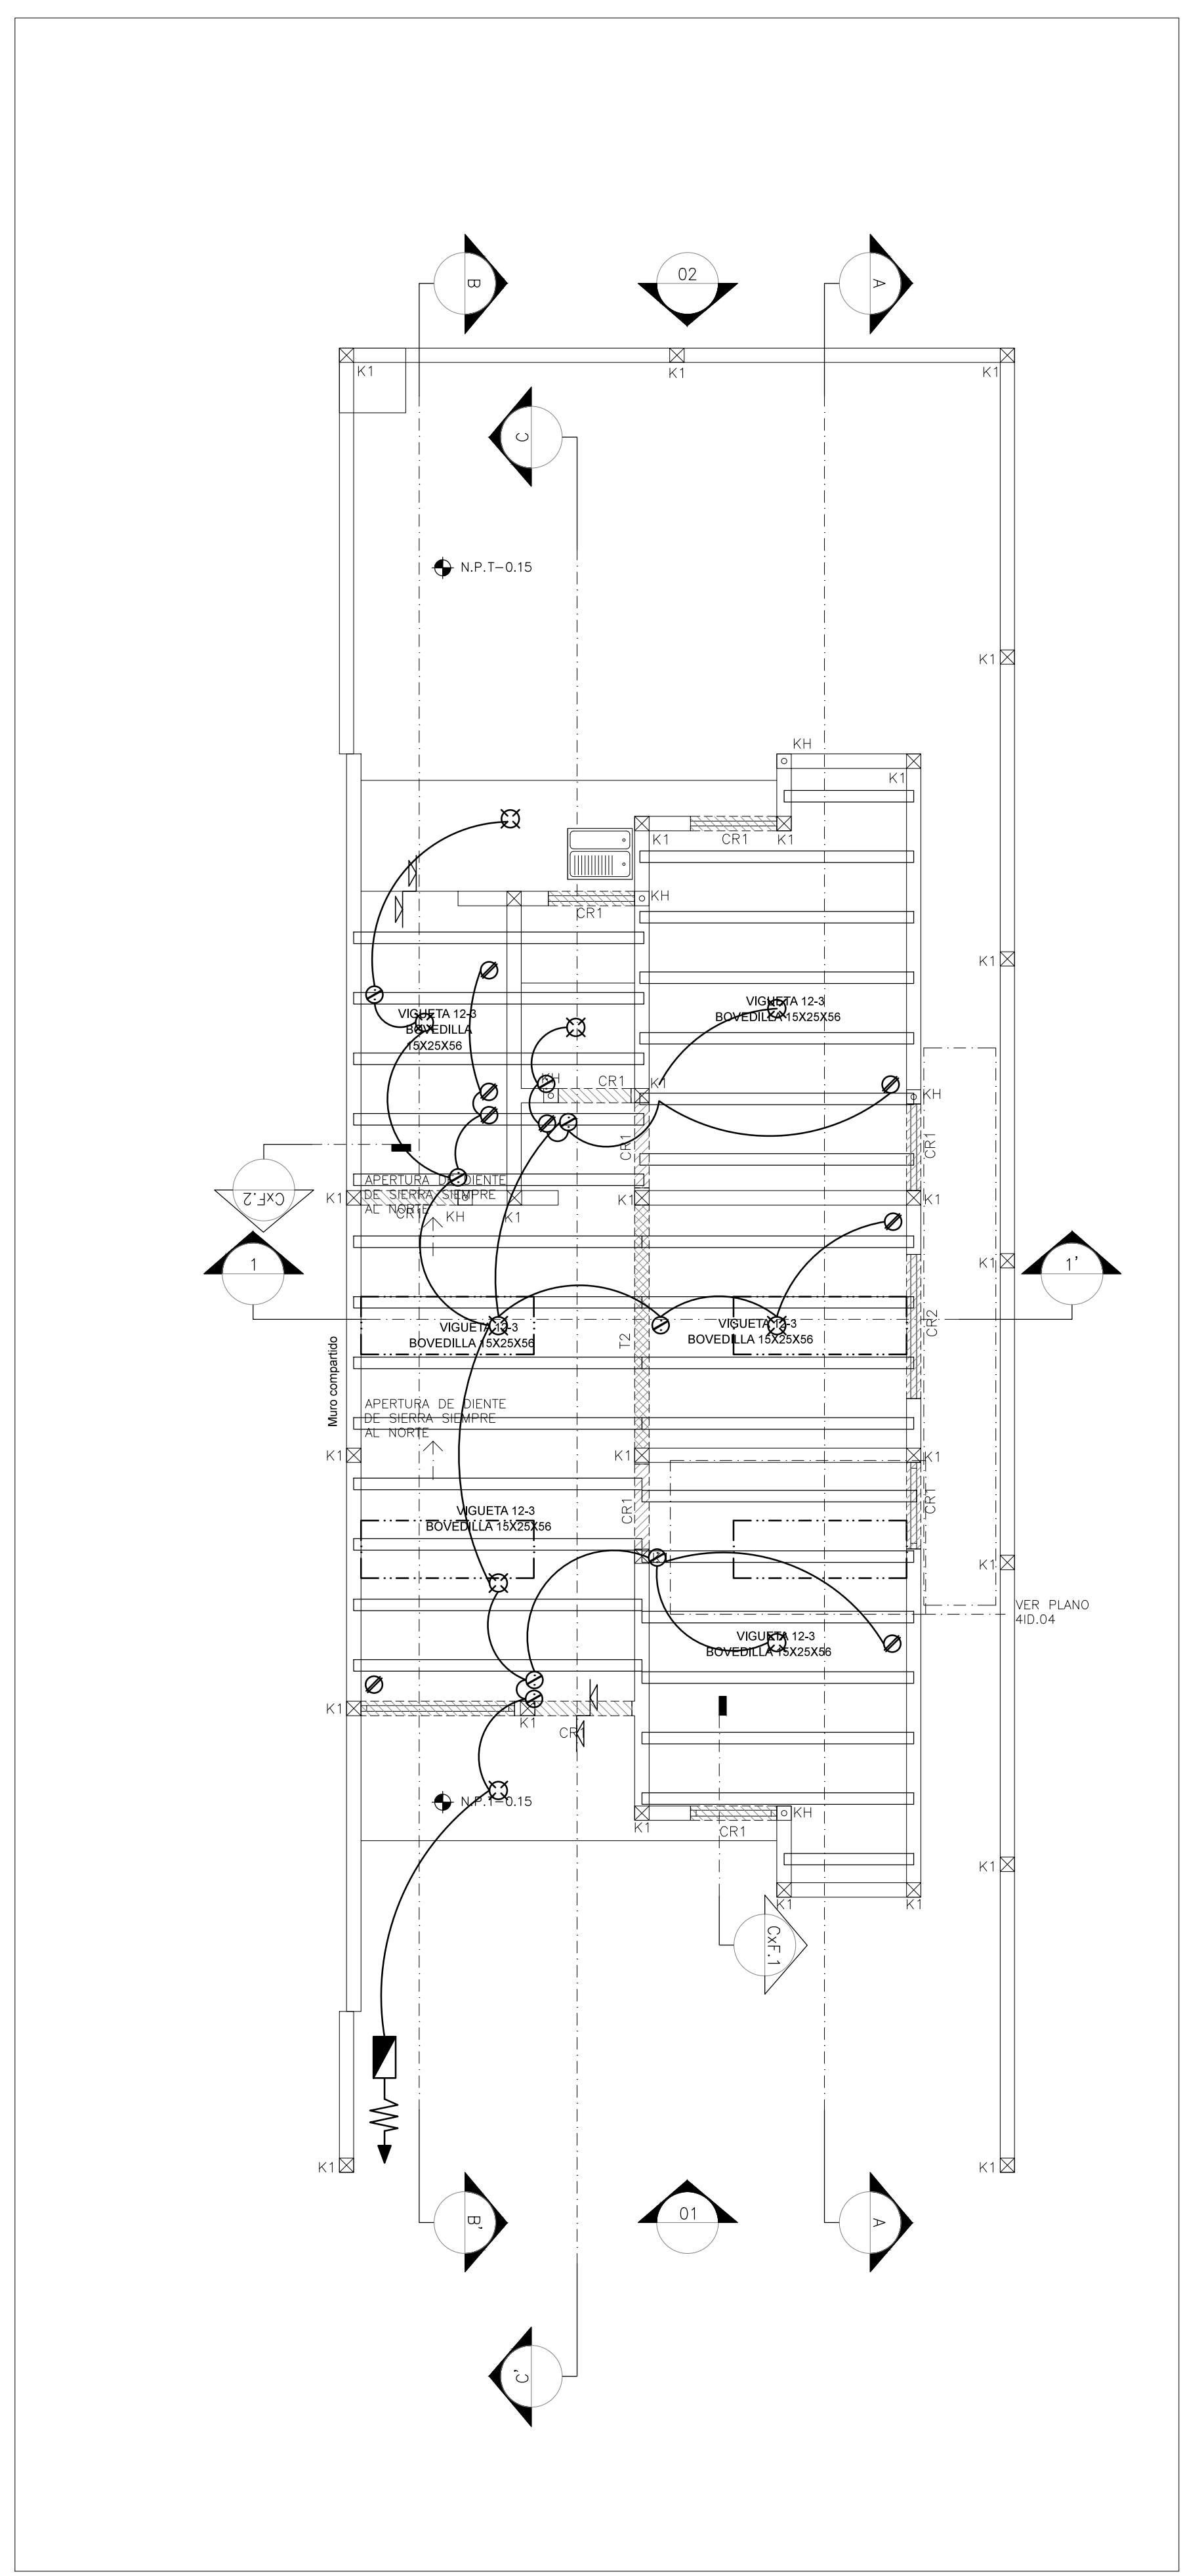 B
02
A
K1
K1
K1
C
N.P.T-0.15
K1
KH
K1
K1
CR1
K1
KH
CR1
K1
VIGUETA 12-3
BOVEDILLA 15X25X56
VIGUETA 12-3
BOVEDILLA
15X25X56
KH
CR1
K1
KH
CR1
CR1
CxF.2
APERTURA DE DIENTE
DE SIERRA SIEMPRE
AL NORTE
K1
CR1
KH
K1
K1
K1
1
K1
1'
VIGUETA 12-3
BOVEDILLA 15X25X56
T2
VIGUETA 12-3
BOVEDILLA 15X25X56
CR2
Muro compartido
APERTURA DE DIENTE
DE SIERRA SIEMPRE
AL NORTE
K1
K1
K1
CR1
CR1
VIGUETA 12-3
BOVEDILLA 15X25X56
K1
VER PLANO
4ID.04
VIGUETA 12-3
BOVEDILLA 15X25X56
K1
K1
CR1
N.P.T-0.15
K1
CR1
KH
K1
K1
K1
CxF.1
K1
K1
B'
01
A
C'